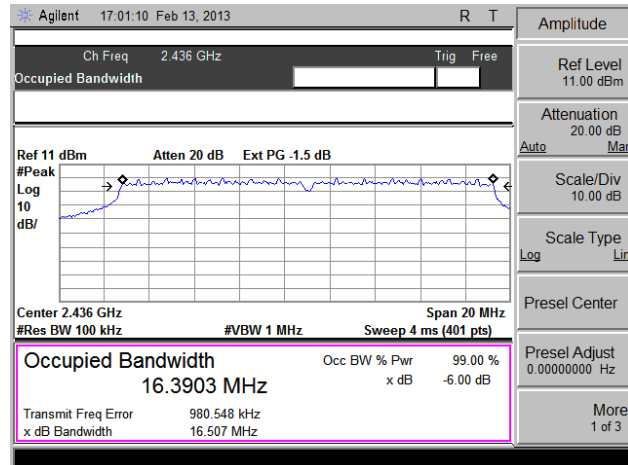 Agilent 17:01:10 Feb 13, 2013 R T
Ch Freq 2.436 GHz Trig Free
Occupied Bandwidth
Ref 11 dBm Atten 20 dB Ext PG -1.5 dB
#Peak
Log
10
dB/
Center 2.436 GHz Span 20 MHz
#Res BW 100 kHz #VBW 1 MHz Sweep 4 ms (401 pts)
Occupied Bandwidth Occ BW % Pwr 99.00 %
16.3903 MHz x dB -6.00 dB
Transmit Freq Error 980.548 kHz
x dB Bandwidth 16.507 MHz
Amplitude
Ref Level
11.00 dBm
Attenuation
20.00 dB
Auto Man
Scale/Div
10.00 dB
Scale Type
Log Lin
Presel Center
Presel Adjust
0.00000000 Hz
More
1 of 3